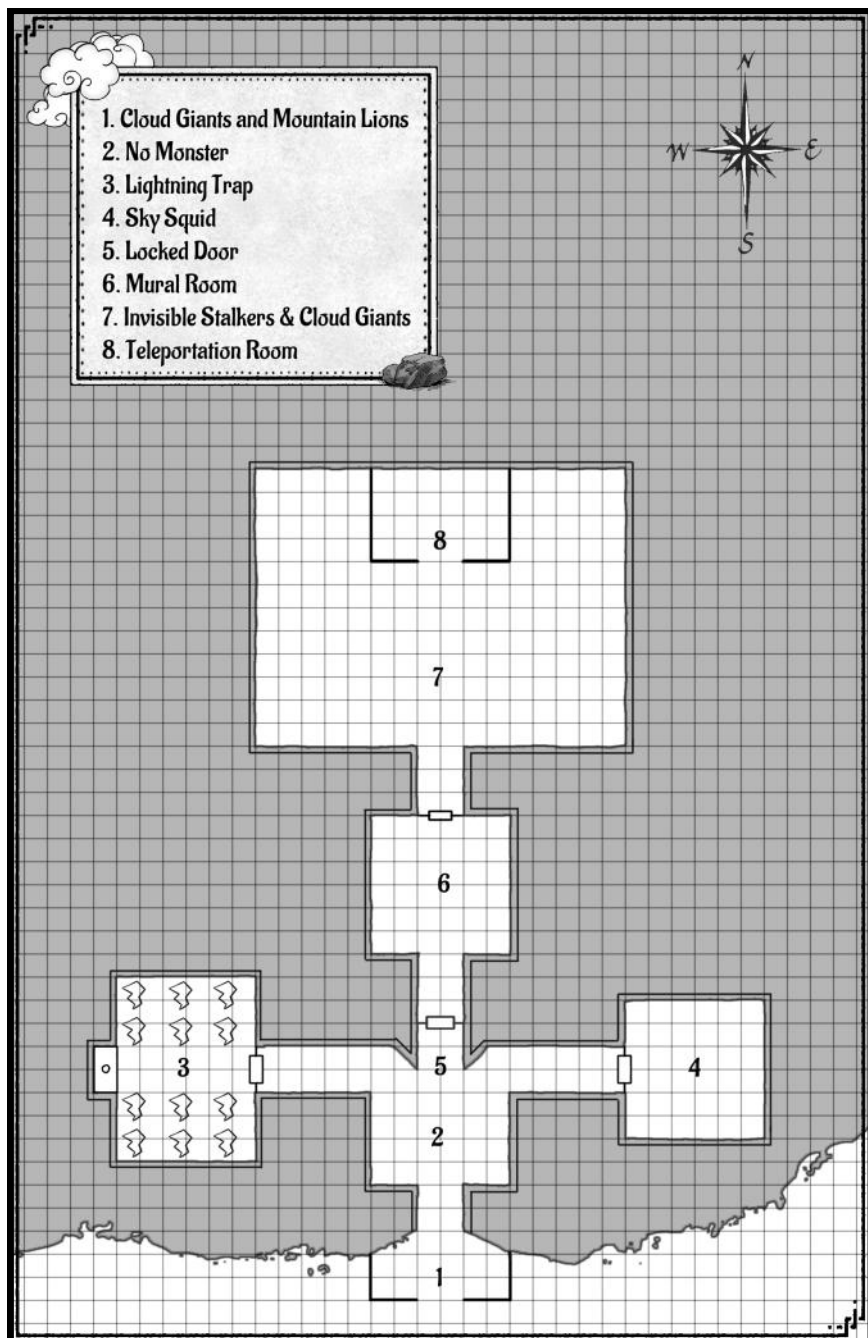 1. Cloud Giants and Mountain Lions
2. No Monster
3. Lightning Trap
4. Sky Squid
5. Locked Door
6. Mural Room
7. Invisible Stalkers & Cloud Giants
8. Teleportation Room
N
W E
S
8
7
6
3
5
4
2
1